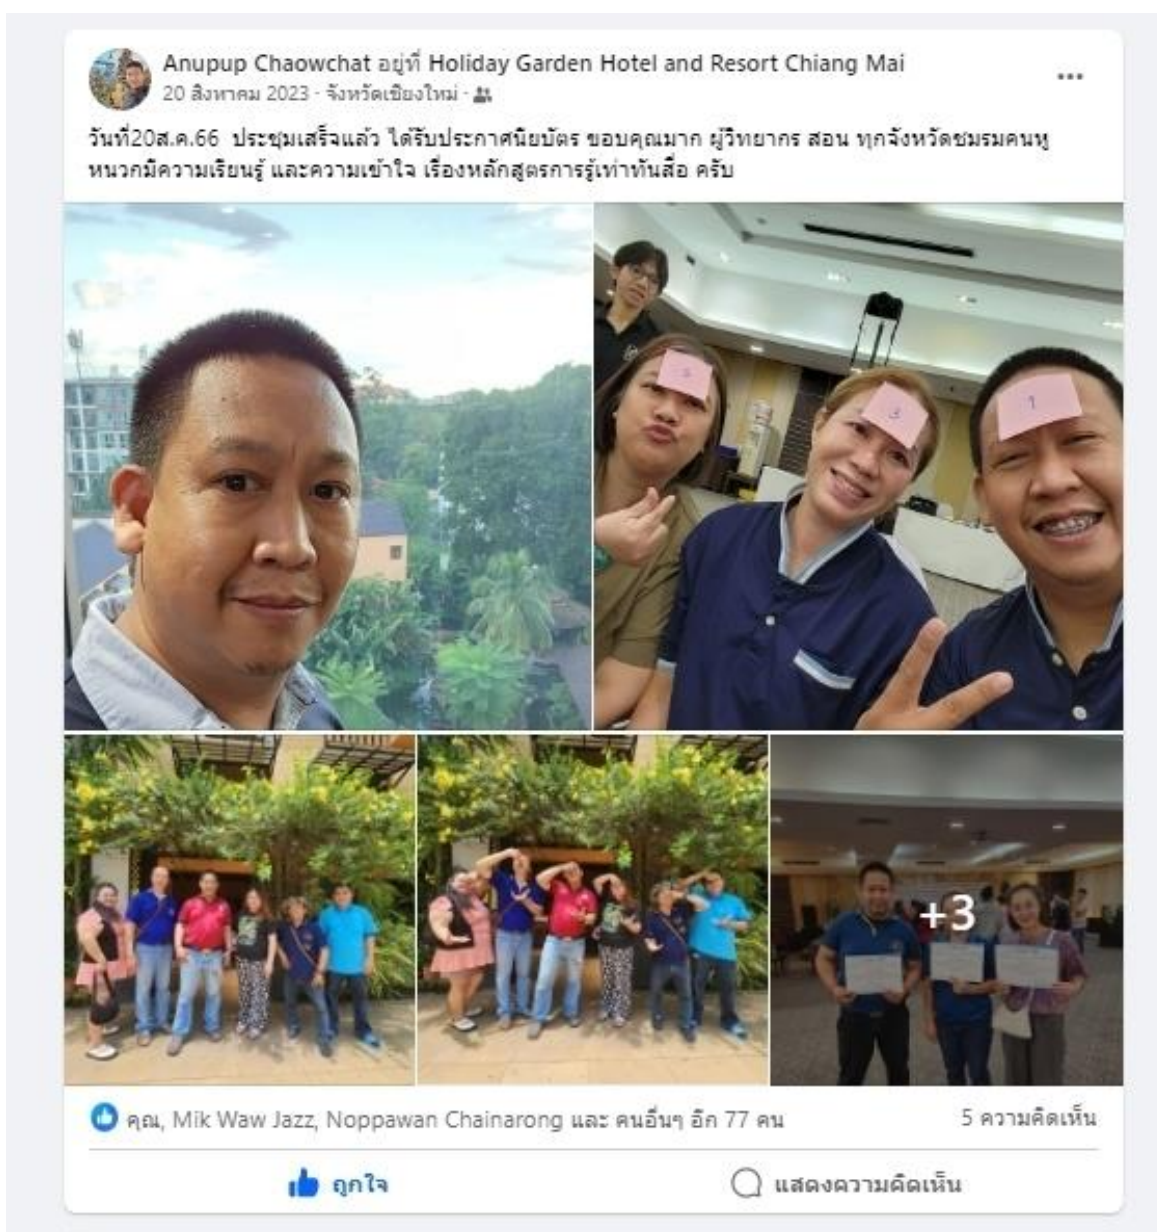 Anupup Chaowchat อยู่ที่ Holiday Garden Hotel and Resort Chiang Mai
20 สิงหาคม 2023 · จังหวัดเชียงใหม่ ·
วันที่20ส.ค.66 ประชุมเสร็จแล้ว ได้รับประกาศนียบัตร ขอบคุณมาก ผู้วิทยากร สอน ทุกจังหวัดชมรมคนหู
หนวกมีความเรียนรู้ และความเข้าใจ เรื่องหลักสูตรการรู้เท่าทันสื่อ ครับ
3
1
+3
คุณ, Mik Waw Jazz, Noppawan Chainarong และ คนอื่นๆ อีก 77 คน
5 ความคิดเห็น
ถูกใจ
แสดงความคิดเห็น